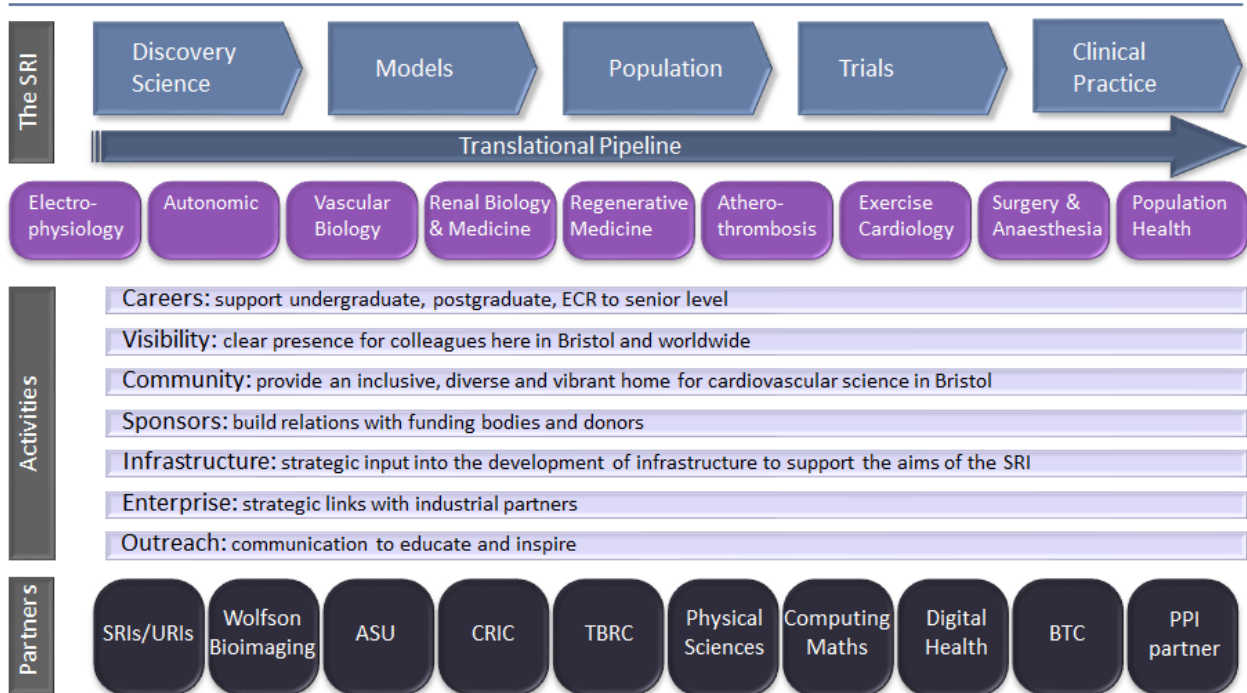 The SRI
Discovery
Science
Models
Population
Trials
Clinical
Practice
Translational Pipeline
Electro-
physiology
Autonomic
Vascular
Biology
Renal Biology
& Medicine
Regenerative
Medicine
Athero-
thrombosis
Exercise
Cardiology
Surgery &
Anaesthesia
Population
Health
Activities
Careers: support undergraduate, postgraduate, ECR to senior level
Visibility: clear presence for colleagues here in Bristol and worldwide
Community: provide an inclusive, diverse and vibrant home for cardiovascular science in Bristol
Sponsors: build relations with funding bodies and donors
Infrastructure: strategic input into the development of infrastructure to support the aims of the SRI
Enterprise: strategic links with industrial partners
Outreach: communication to educate and inspire
Partners
SRIs/URIs
Wolfson
Bioimaging
ASU
CRIC
TBRC
Physical
Sciences
Computing
Maths
Digital
Health
BTC
PPI
partner